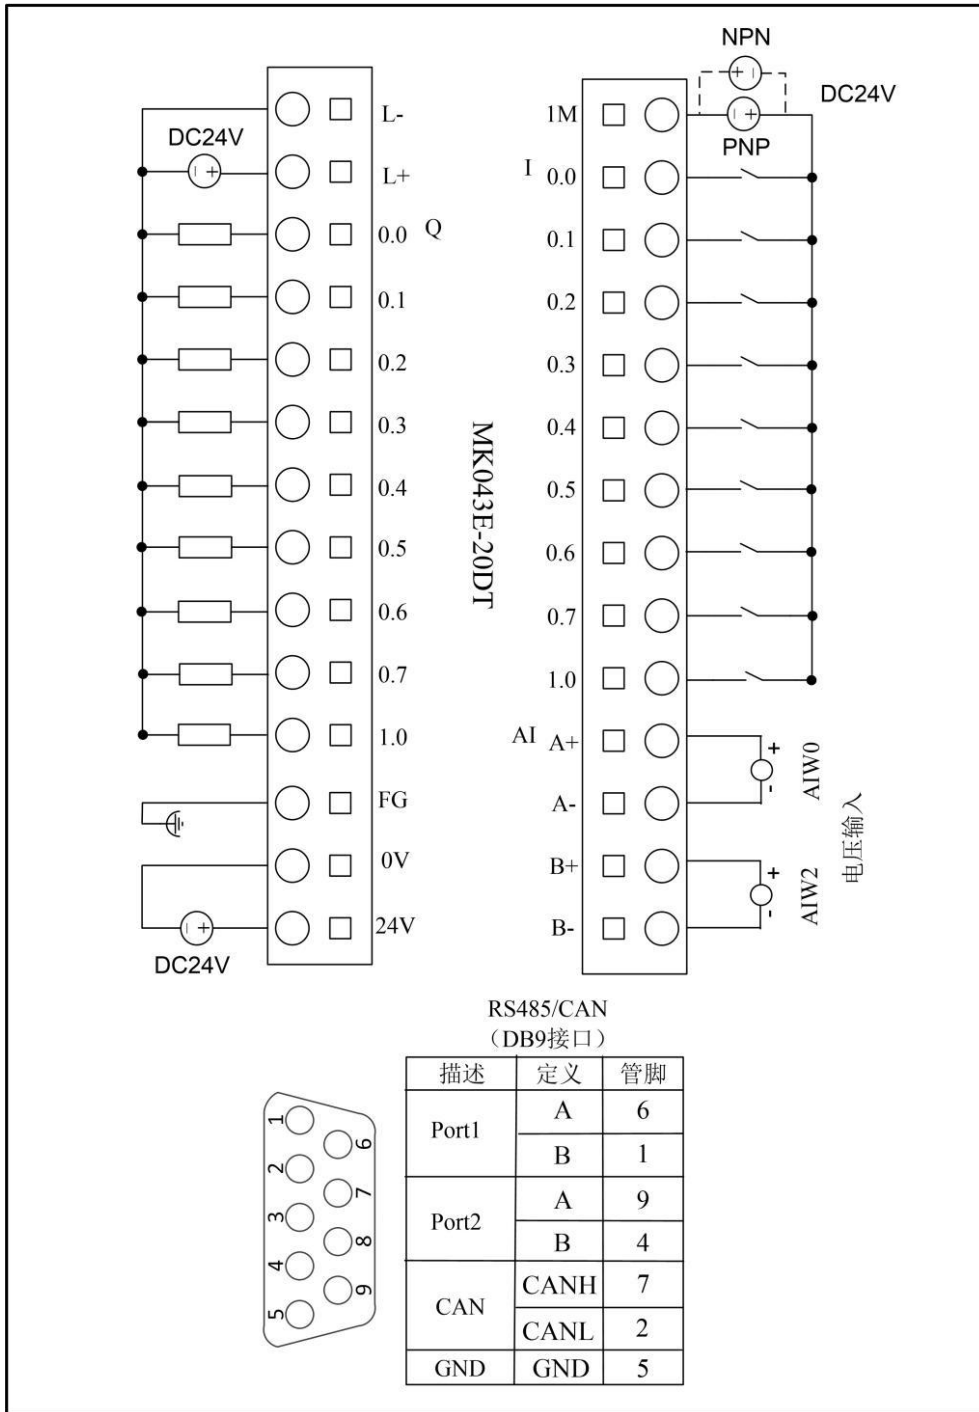 NPN
DC24V
PNP
DC24V
L-
L+
0.0 Q
0.1
0.2
0.3
0.4
0.5
0.6
0.7
1.0
FG
0V
24V
DC24V
MK043E-20DT
1M
I 0.0
0.1
0.2
0.3
0.4
0.5
0.6
0.7
1.0
AI A+
A-
B+
B-
+
-
AIW0
+
-
AIW2
电压输入
RS485/CAN
（DB9接口）
描述 定义 管脚
Port1 A 6
B 1
Port2 A 9
B 4
CAN CANH 7
CANL 2
GND GND 5
1
2
3
4
5
6
7
8
9